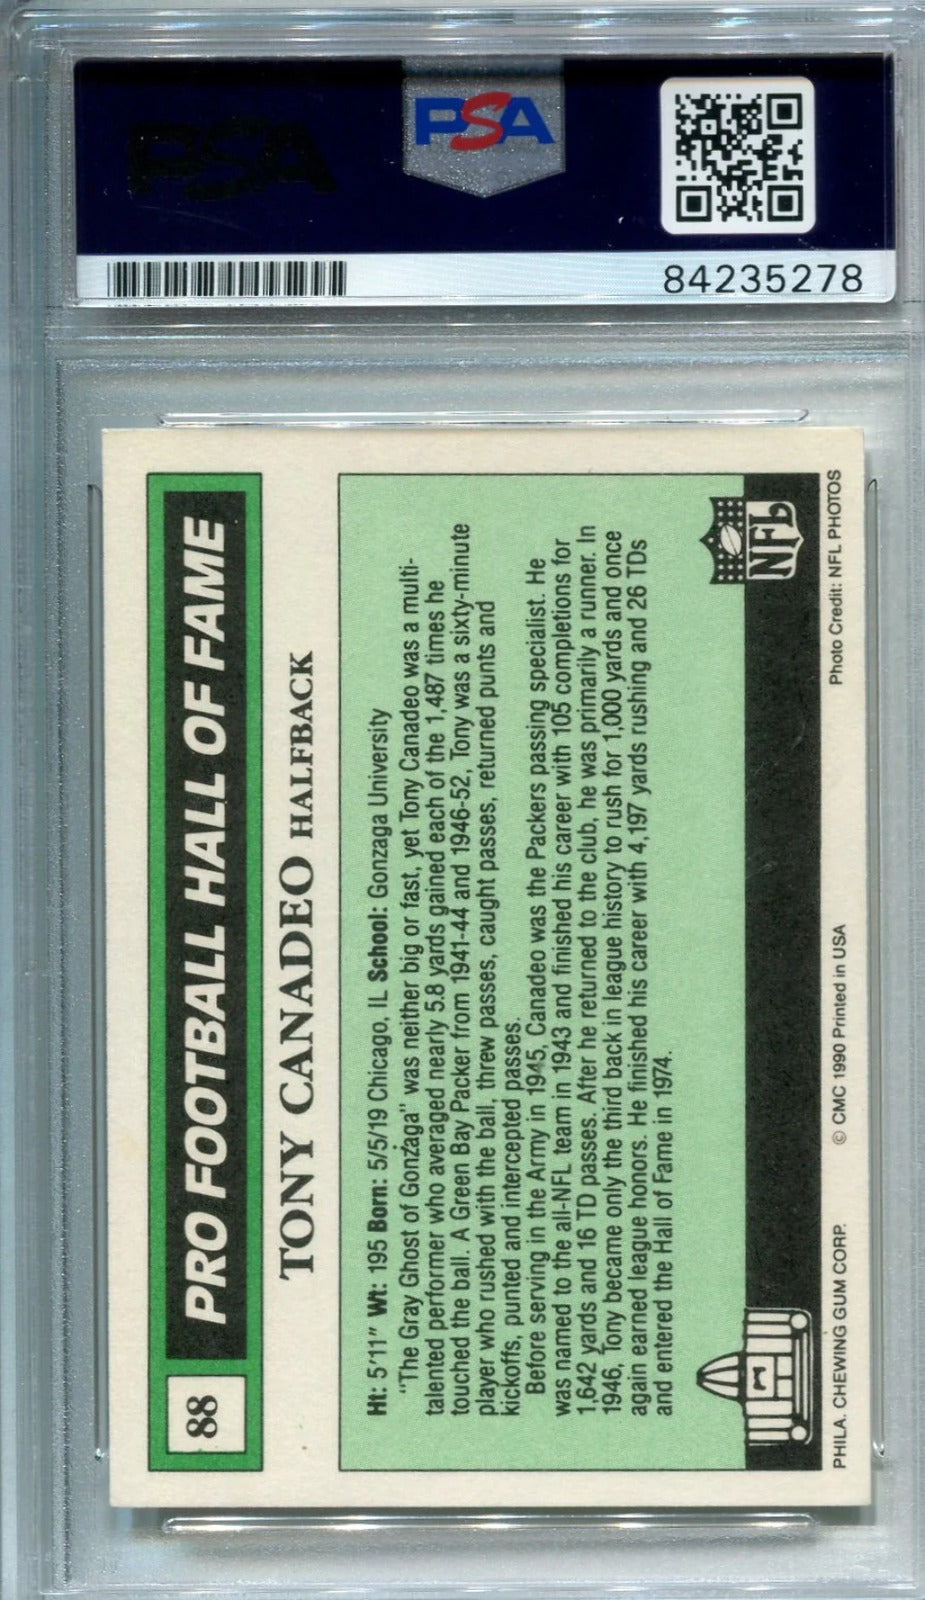 PSA
PSA
84235278
88
PRO FOOTBALL HALL OF FAME
TONY CANADEO HALFBACK
Ht: 5'11" Wt: 195 Born: 5/5/19 Chicago, IL School: Gonzaga University
"The Gray Ghost of Gonzaga" was neither big or fast, yet Tony Canadeo was a multi-
talented performer who averaged nearly 5.8 yards gained each of the 1,487 times he
touched the ball. A Green Bay Packer from 1941-44 and 1946-52, Tony was a sixty-minute
player who rushed with the ball, threw passes, caught passes, returned punts and
kickoffs, punted and intercepted passes.
Before serving in the Army in 1945, Canadeo was the Packers passing specialist. He
was named to the all-NFL team in 1943 and finished his career with 105 completions for
1,642 yards and 16 TD passes. After he returned to the club, he was primarily a runner. In
1946, Tony became only the third back in league history to rush for 1,000 yards and once
again earned league honors. He finished his career with 4,197 yards rushing and 26 TDs
and entered the Hall of Fame in 1974.
NFL
PHILA. CHEWING GUM CORP.
© CMC 1990 Printed in USA
Photo Credit: NFL PHOTOS